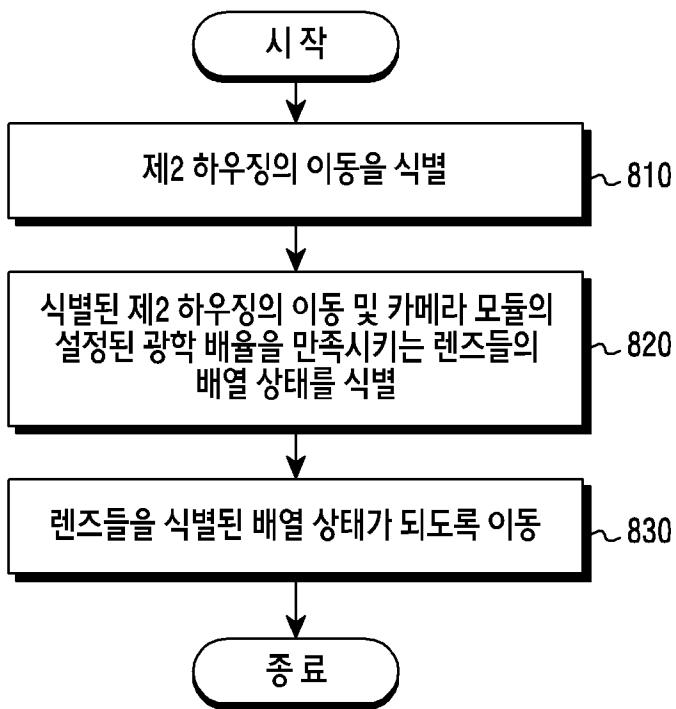 시 작
제2 하우징의 이동을 식별
810
식별된 제2 하우징의 이동 및 카메라 모듈의
설정된 광학 배율을 만족시키는 렌즈들의
배열 상태를 식별
820
렌즈들을 식별된 배열 상태가 되도록 이동
830
종 료